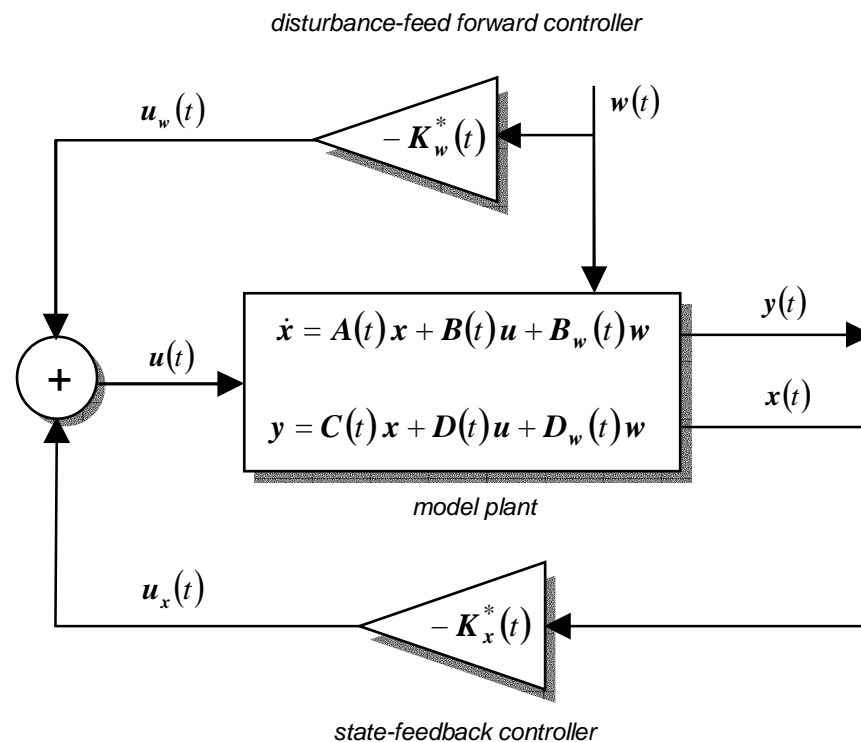 disturbance-feed forward controller
u_w(t)
w(t)
− K_w^*(t)
ẋ = A(t) x + B(t) u + B_w(t) w
y(t)
+
u(t)
x(t)
y = C(t) x + D(t) u + D_w(t) w
model plant
u_x(t)
− K_x^*(t)
state-feedback controller